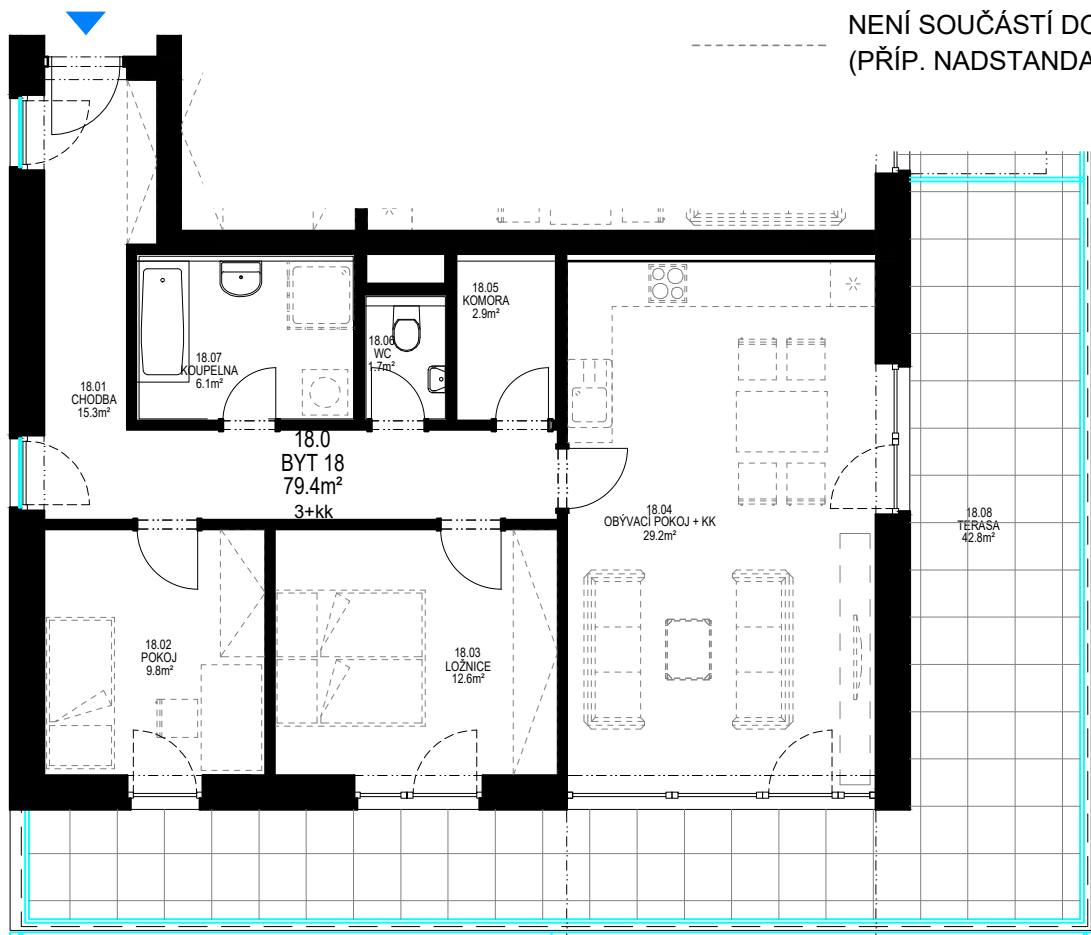 NENÍ SOUČÁSTÍ
(PŘÍP.
18.05
KOMORA
2.9m²
18.06
WC
1.7m²
18.07
KOUPELNA
6.1m²
18.01
CHODBA
15.3m²
18.0
BYT 18
79.4m²
3+kk
18.04
OBÝVACÍ POKOJ + KK
29.2m²
18.08
TERASA
42.8m²
18.02
POKOJ
9.8m²
18.03
LOŽNICE
12.6m²